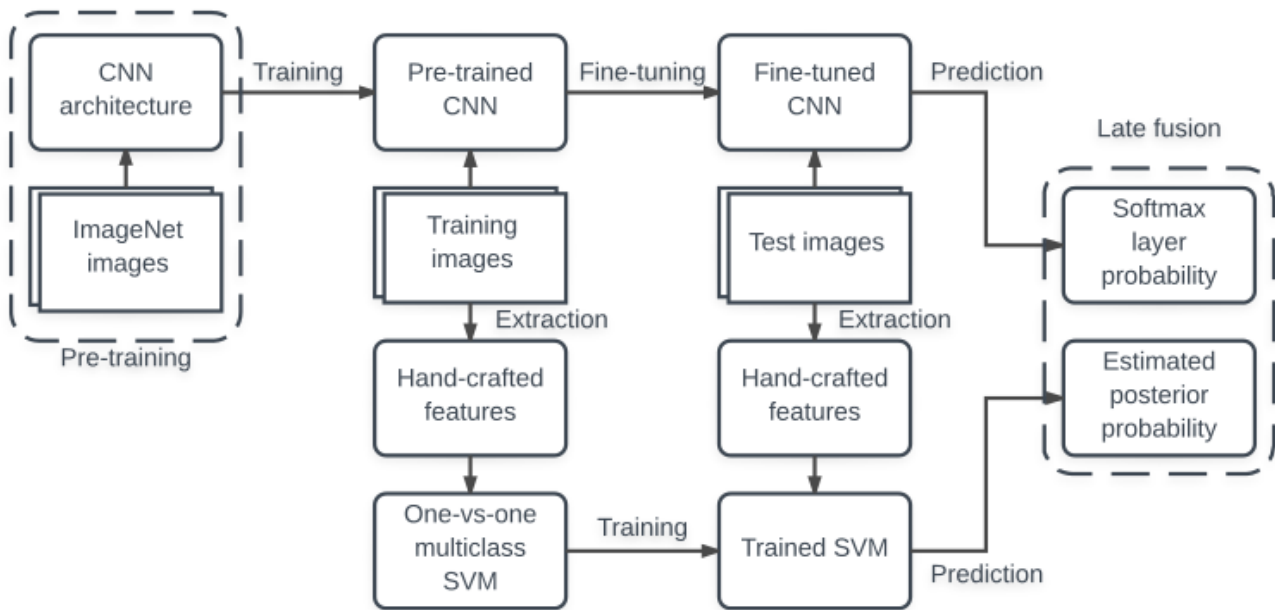 CNN
architecture
Training
Pre-trained
CNN
Fine-tuning
Fine-tuned
CNN
Prediction
Late fusion
ImageNet
images
Training
images
Test images
Softmax
layer
probability
Pre-training
Extraction
Extraction
Hand-crafted
features
Hand-crafted
features
Estimated
posterior
probability
One-vs-one
multiclass
SVM
Training
Trained SVM
Prediction